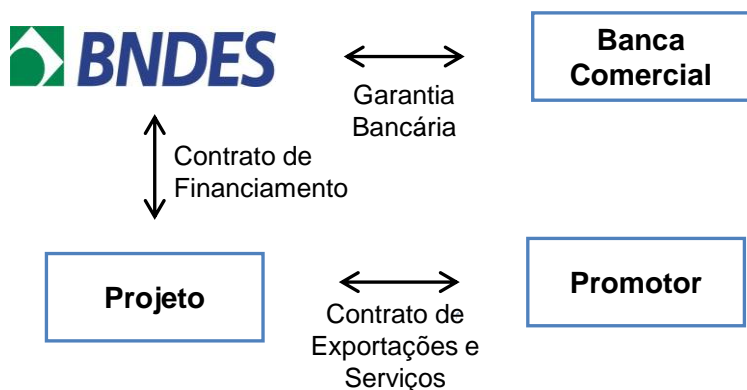 BNDES
Garantia
Bancária
Banca
Comercial
Contrato de
Financiamento
Projeto
Contrato de
Exportações e
Serviços
Promotor